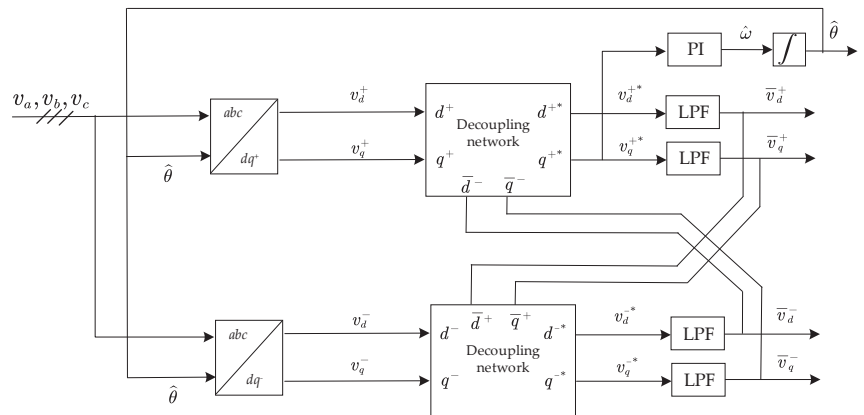 PI
ω̂
∫
θ̂
v_a, v_b, v_c
abc
dq⁺
θ̂
v_d^+
v_q^+
d⁺
q⁺
Decoupling
network
d⁺*
q⁺*
d̅⁻
q̅⁻
v_d^{+*}
v_q^{+*}
LPF
LPF
v̅_d^+
v̅_q^+
abc
dq⁻
θ̂
v_d^-
v_q^-
d̅⁺
q̅⁺
d⁻
q⁻
Decoupling
network
d⁻*
q⁻*
v_d^{-*}
v_q^{-*}
LPF
LPF
v̅_d^-
v̅_q^-